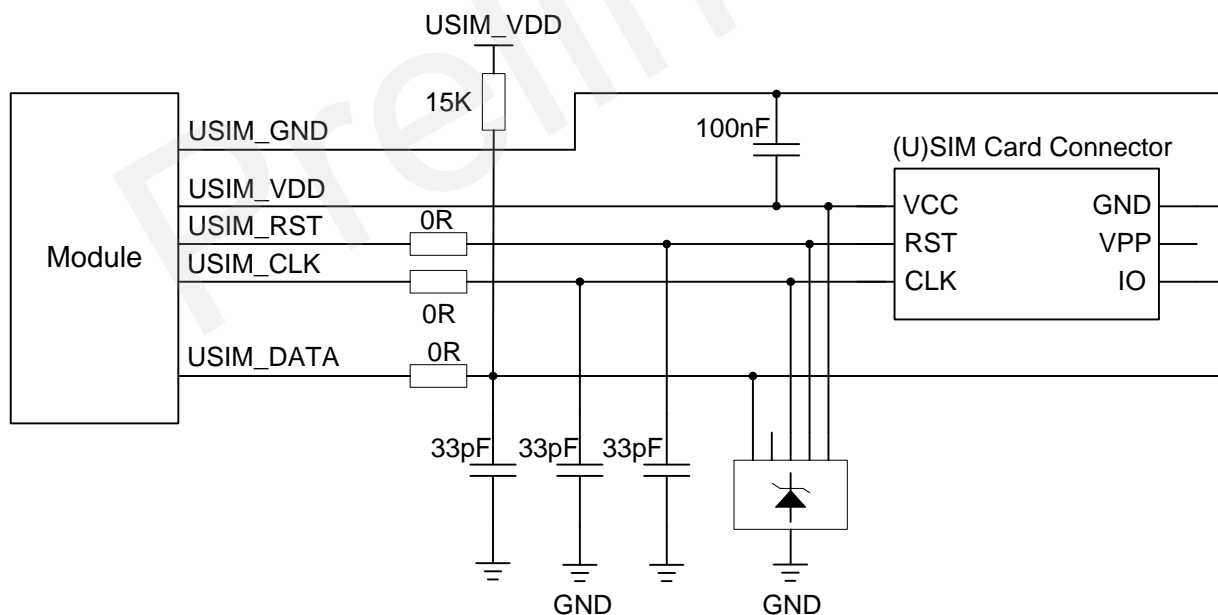 USIM_VDD
15K
USIM_GND
100nF
(U)SIM Card Connector
USIM_VDD
VCC
GND
USIM_RST
0R
RST
VPP
Module
USIM_CLK
CLK
IO
0R
USIM_DATA
0R
33pF
33pF
33pF
GND
GND